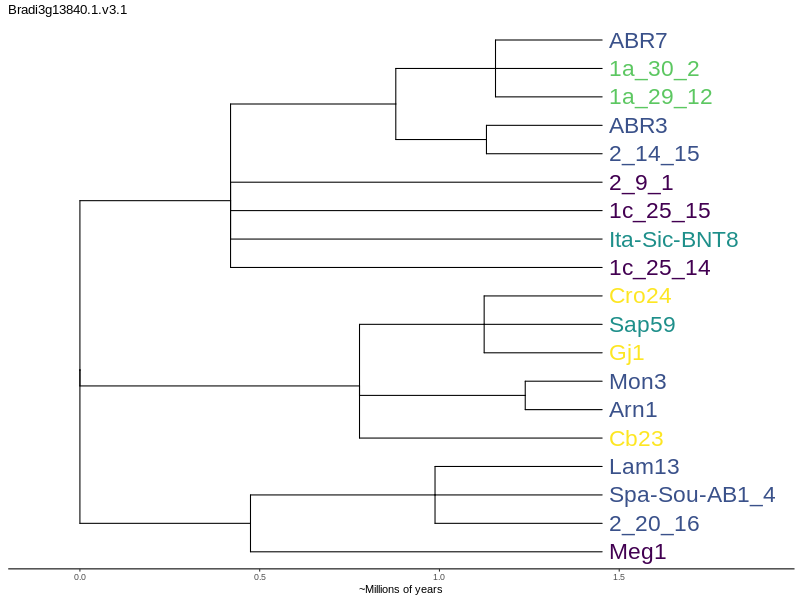 Bradi3g13840.1.v3.1
ABR7
1a_30_2
1a_29_12
ABR3
2_14_15
2_9_1
1c_25_15
Ita-Sic-BNT8
1c_25_14
Cro24
Sap59
Gj1
Mon3
Arn1
Cb23
Lam13
Spa-Sou-AB1_4
2_20_16
Meg1
0.0 0.5 1.0 1.5
~Millions of years